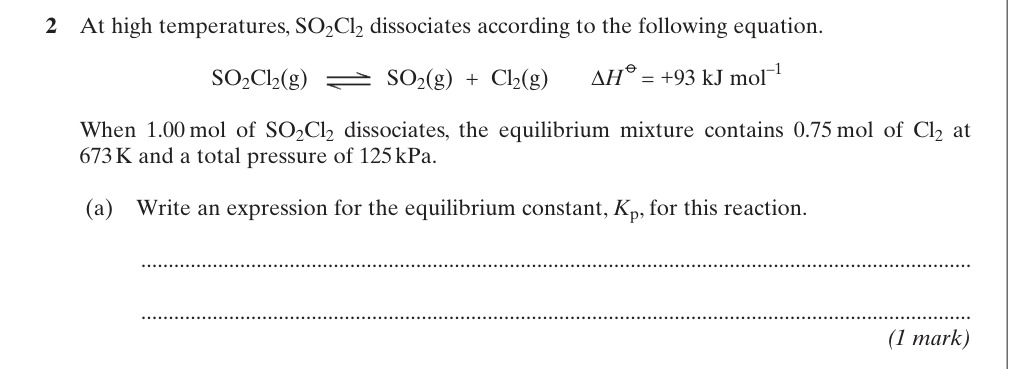 2 At high temperatures, SO₂Cl₂ dissociates according to the following equation.
SO₂Cl₂(g) ⇌ SO₂(g) + Cl₂(g) ΔH⦵ = +93 kJ mol⁻¹
When 1.00 mol of SO₂Cl₂ dissociates, the equilibrium mixture contains 0.75 mol of Cl₂ at
673 K and a total pressure of 125 kPa.
(a) Write an expression for the equilibrium constant, Kₚ, for this reaction.
(1 mark)